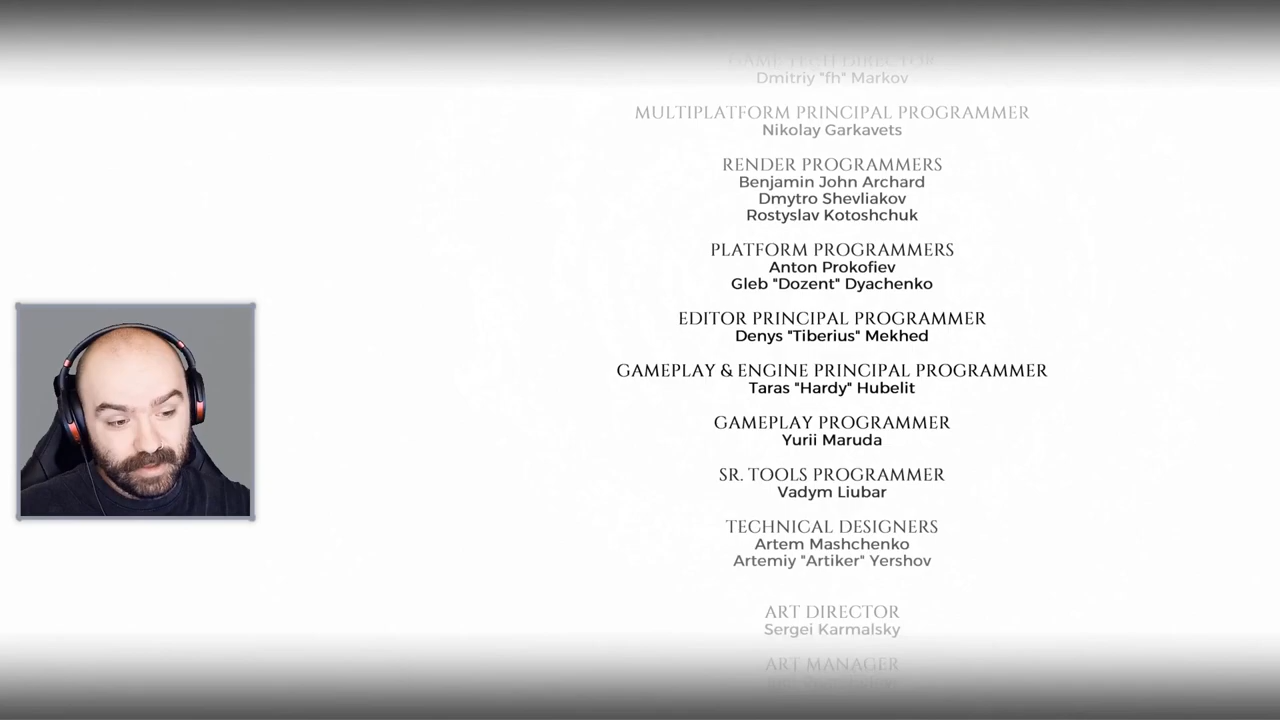 GAME TECH DIRECTOR
Dmitriy "fh" Markov
MULTIPLATFORM PRINCIPAL PROGRAMMER
Nikolay Garkavets
RENDER PROGRAMMERS
Benjamin John Archard
Dmytro Shevliakov
Rostyslav Kotoshchuk
PLATFORM PROGRAMMERS
Anton Prokofiev
Gleb "Dozent" Dyachenko
EDITOR PRINCIPAL PROGRAMMER
Denys "Tiberius" Mekhed
GAMEPLAY & ENGINE PRINCIPAL PROGRAMMER
Taras "Hardy" Hubelit
GAMEPLAY PROGRAMMER
Yurii Maruda
SR. TOOLS PROGRAMMER
Vadym Liubar
TECHNICAL DESIGNERS
Artem Mashchenko
Artemiy "Artiker" Yershov
ART DIRECTOR
Sergei Karmalsky
ART MANAGER